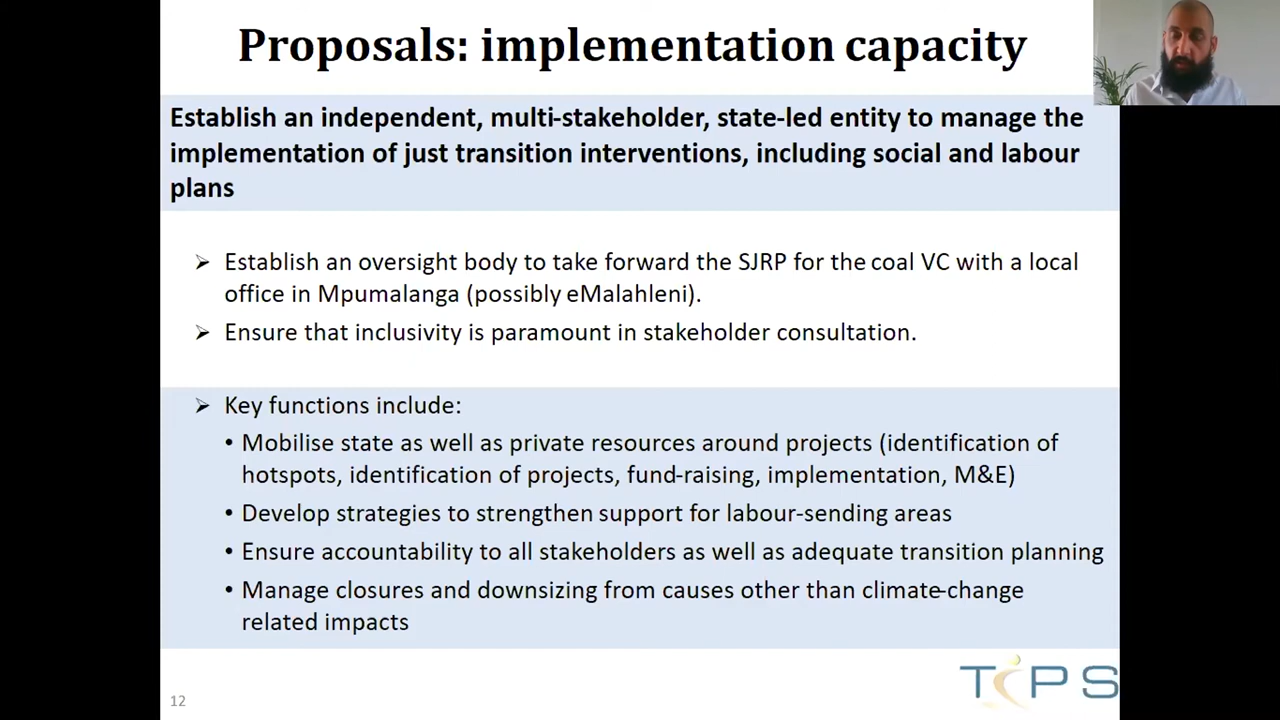 Proposals: implementation capacity
Establish an independent, multi-stakeholder, state-led entity to manage the
implementation of just transition interventions, including social and labour
plans
➢ Establish an oversight body to take forward the SJRP for the coal VC with a local
office in Mpumalanga (possibly eMalahleni).
➢ Ensure that inclusivity is paramount in stakeholder consultation.
➢ Key functions include:
• Mobilise state as well as private resources around projects (identification of
hotspots, identification of projects, fund-raising, implementation, M&E)
• Develop strategies to strengthen support for labour-sending areas
• Ensure accountability to all stakeholders as well as adequate transition planning
• Manage closures and downsizing from causes other than climate-change
related impacts
12
TIPS